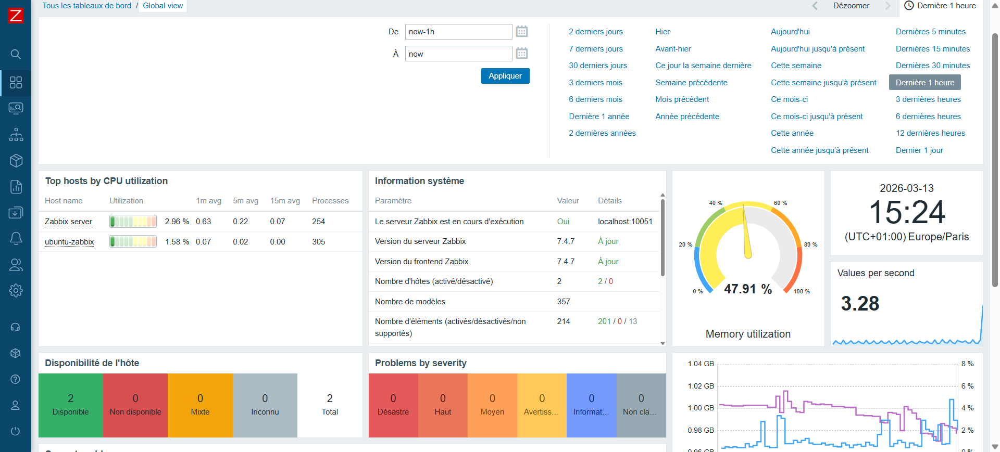 Z
Tous les tableaux de bord / Global view
Dézoomer
Dernière 1 heure
De now-1h
À now
Appliquer
2 derniers jours
7 derniers jours
30 derniers jours
3 derniers mois
6 derniers mois
Dernière 1 année
2 dernières années
Hier
Avant-hier
Ce jour la semaine dernière
Semaine précédente
Mois précédent
Année précédente
Aujourd'hui
Aujourd'hui jusqu'à présent
Cette semaine
Cette semaine jusqu'à présent
Ce mois-ci
Ce mois-ci jusqu'à présent
Cette année
Cette année jusqu'à présent
Dernières 5 minutes
Dernières 15 minutes
Dernières 30 minutes
Dernière 1 heure
3 dernières heures
6 dernières heures
12 dernières heures
Dernier 1 jour
Top hosts by CPU utilization
Host name Utilization 1m avg 5m avg 15m avg Processes
Zabbix server 2.96 % 0.63 0.22 0.07 254
ubuntu-zabbix 1.58 % 0.07 0.02 0.00 305
Information système
Paramètre Valeur Détails
Le serveur Zabbix est en cours d'exécution Oui localhost:10051
Version du serveur Zabbix 7.4.7 À jour
Version du frontend Zabbix 7.4.7 À jour
Nombre d'hôtes (activé/désactivé) 2 2 / 0
Nombre de modèles 357
Nombre d'éléments (activés/désactivés/non 214 201 / 0 / 13
supportés)
40 % 60 %
20 % 80 %
0 % 47.91 % 100 %
Memory utilization
2026-03-13
15:24
(UTC+01:00) Europe/Paris
Values per second
3.28
Disponibilité de l'hôte
2 Disponible
0 Non disponible
0 Mixte
0 Inconnu
2 Total
Problems by severity
0 Désastre
0 Haut
0 Moyen
0 Avertiss...
0 Informat...
0 Non cla...
1.04 GB 8 %
1.02 GB 6 %
1.00 GB 4 %
0.98 GB 2 %
0.96 GB 0 %